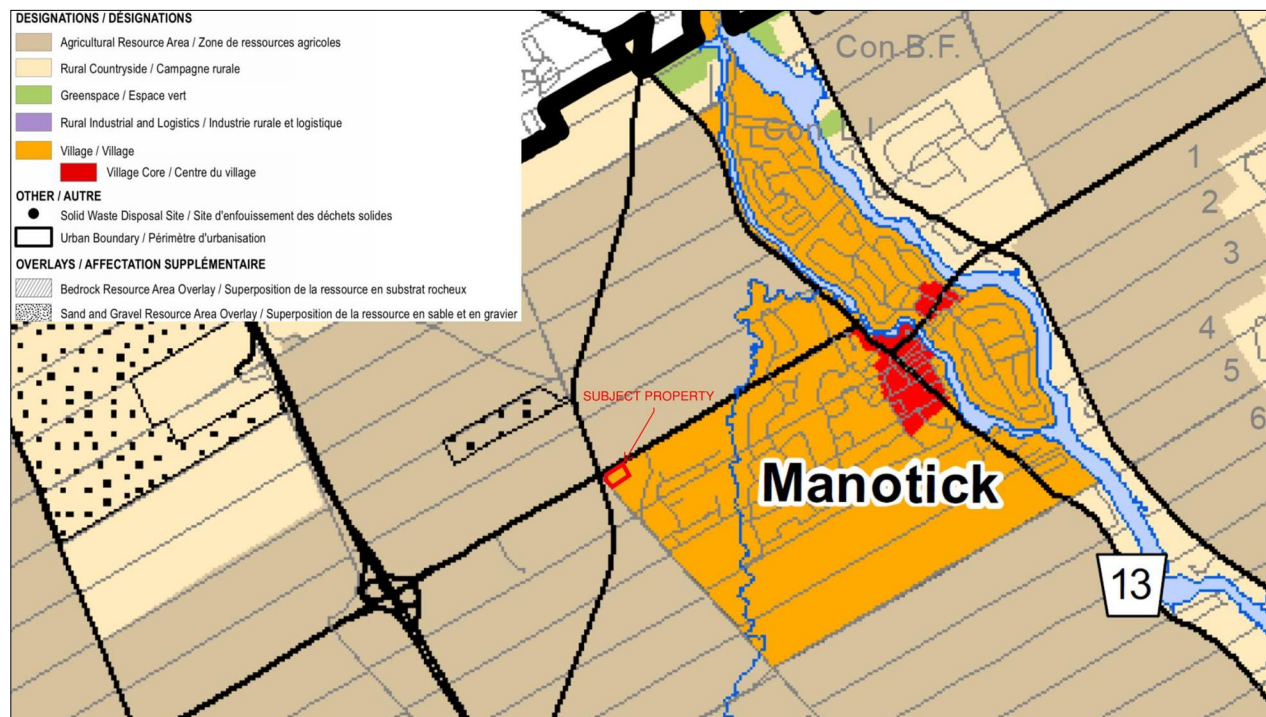 DESIGNATIONS / DÉSIGNATIONS
Agricultural Resource Area / Zone de ressources agricoles
Rural Countryside / Campagne rurale
Greenspace / Espace vert
Rural Industrial and Logistics / Industrie rurale et logistique
Village / Village
Village Core / Centre du village
OTHER / AUTRE
Solid Waste Disposal Site / Site d'enfouissement des déchets solides
Urban Boundary / Périmètre d'urbanisation
OVERLAYS / AFFECTATION SUPPLÉMENTAIRE
Bedrock Resource Area Overlay / Superposition de la ressource en substrat rocheux
Sand and Gravel Resource Area Overlay / Superposition de la ressource en sable et en gravier
Con B.F.
Con L.I
1
2
3
4
5
6
SUBJECT PROPERTY
Manotick
13